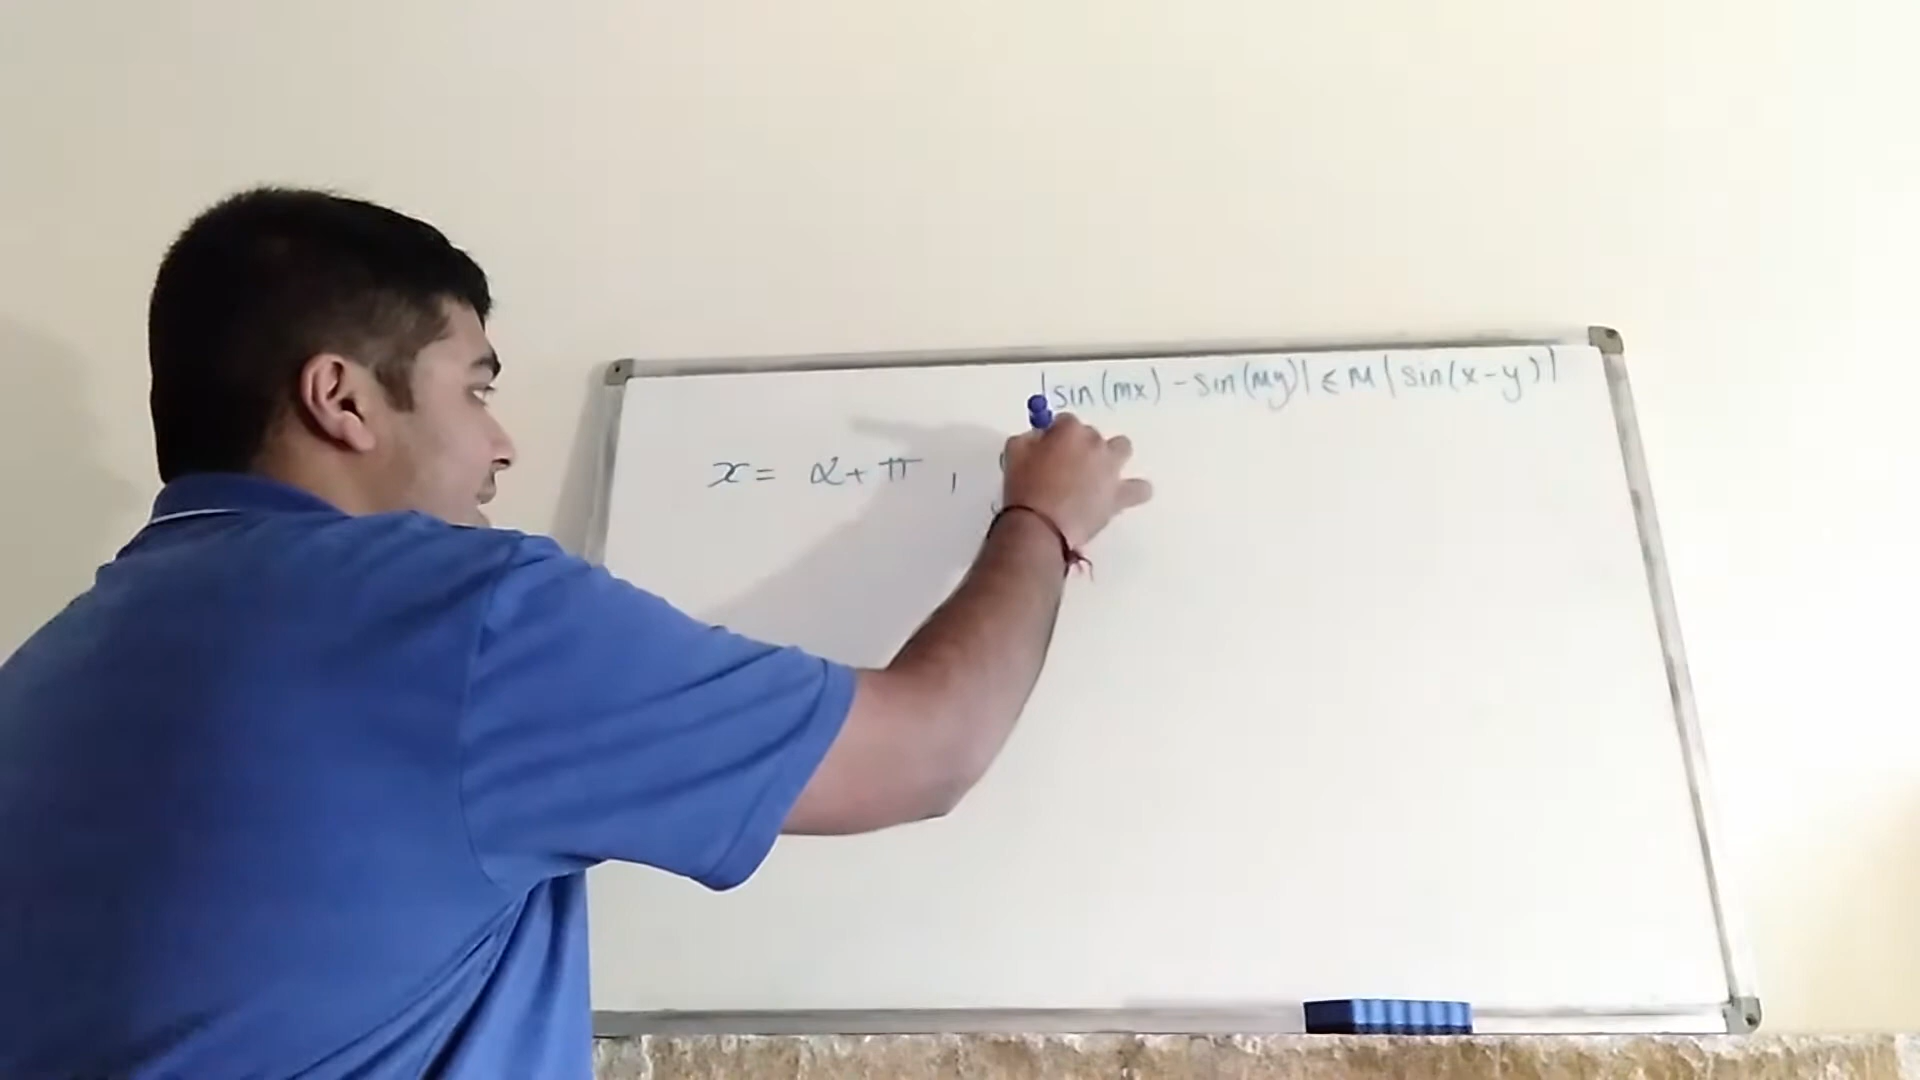 |sin(mx) - sin(My)| ≤ M |sin(x-y)|
x = α + π ,